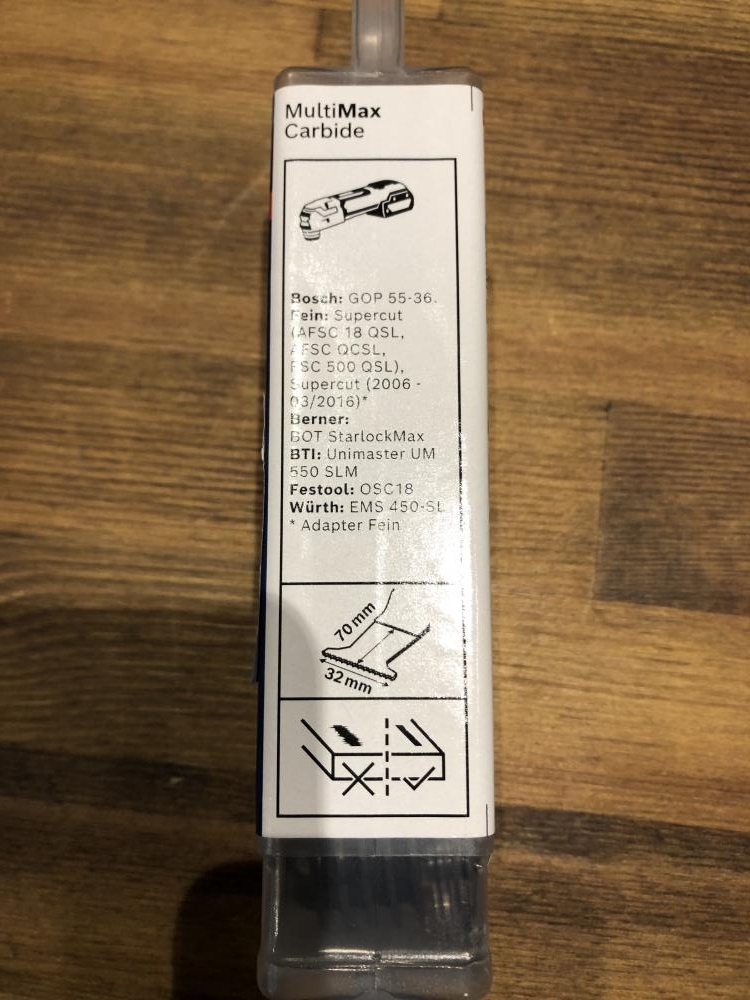 MultiMax
Carbide
Bosch: GOP 55-36.
Fein: Supercut
(AFSC 18 QSL,
AFSC QCSL,
FSC 500 QSL),
Supercut (2006 -
03/2016)*
Berner:
BOT StarlockMax
BTI: Unimaster UM
550 SLM
Festool: OSC18
Würth: EMS 450-SL
* Adapter Fein
70 mm
32 mm